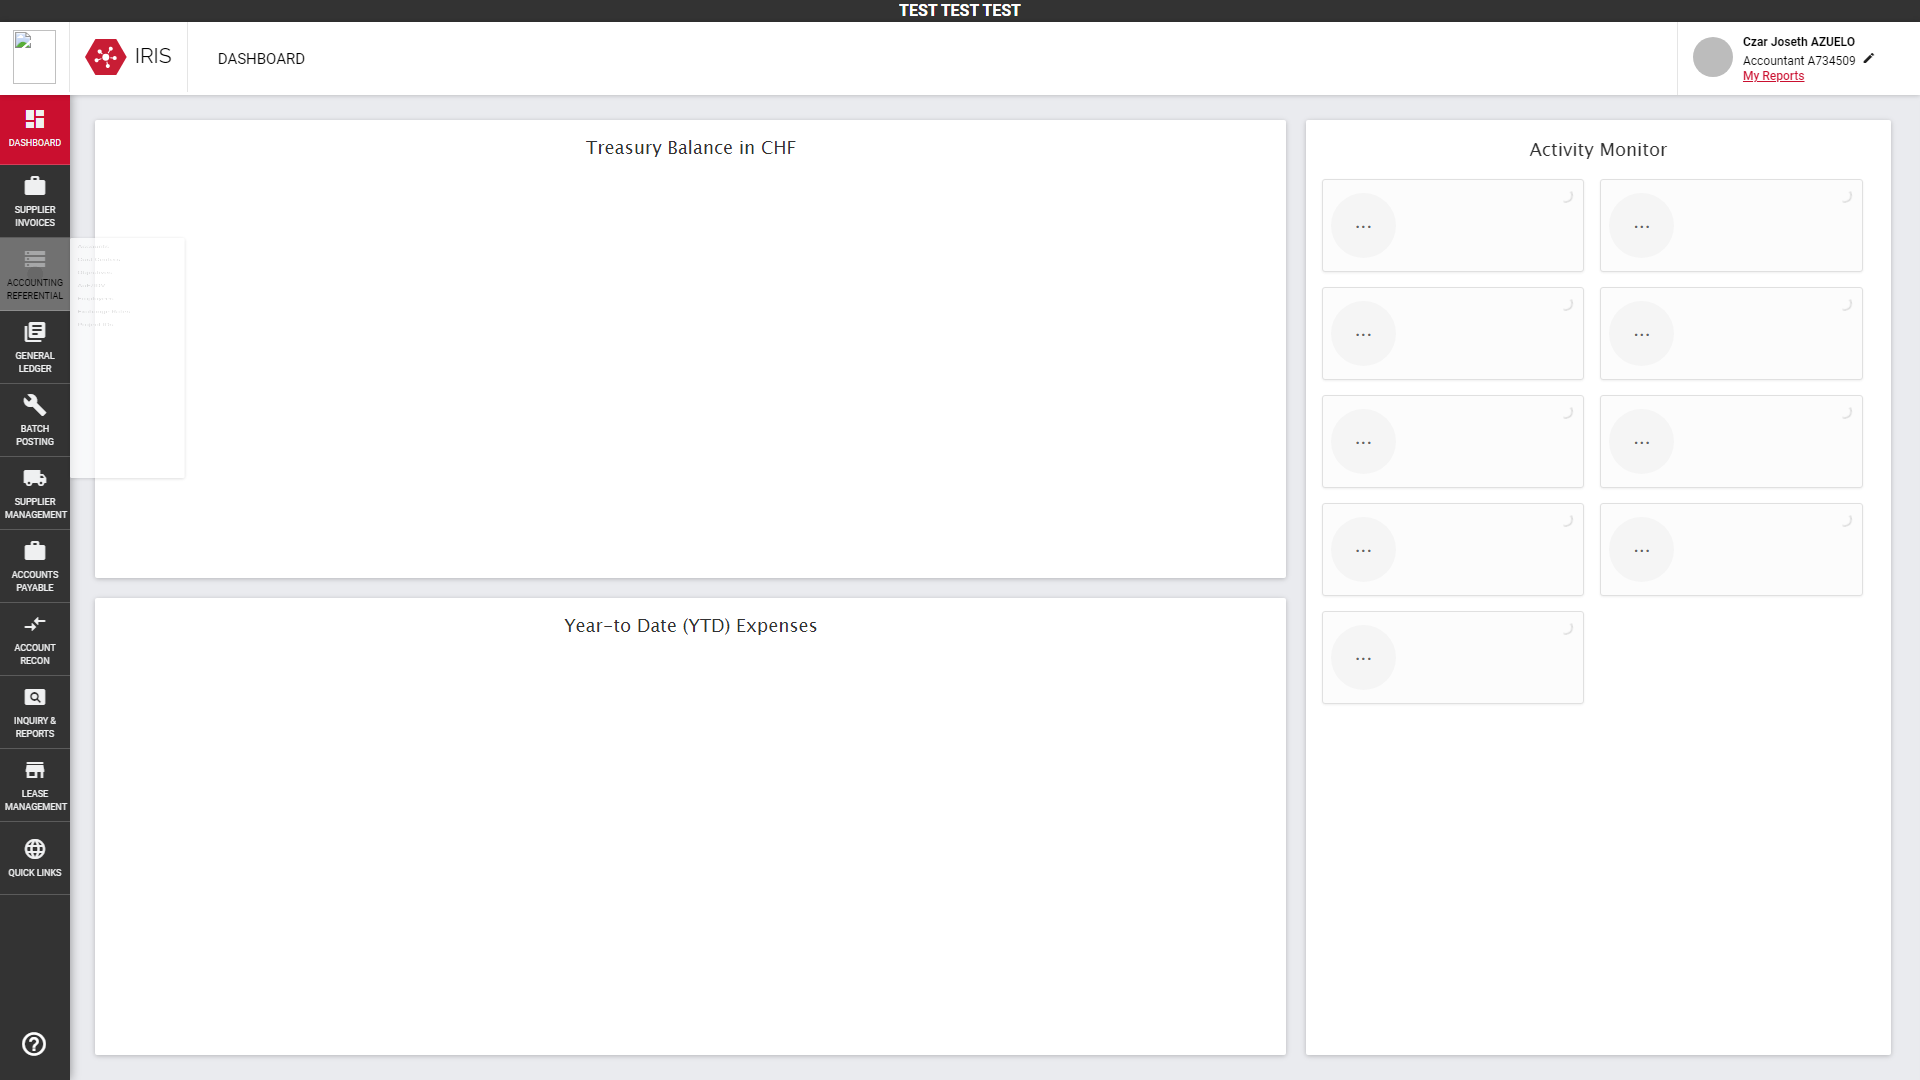 TEST TEST TEST
IRIS
DASHBOARD
Czar Joseth AZUELO
Accountant A734509
My Reports
DASHBOARD
SUPPLIER
INVOICES
ACCOUNTING
REFERENTIAL
GENERAL
LEDGER
BATCH
POSTING
SUPPLIER
MANAGEMENT
ACCOUNTS
PAYABLE
ACCOUNT
RECON
INQUIRY &
REPORTS
LEASE
MANAGEMENT
QUICK LINKS
Treasury Balance in CHF
Year-to Date (YTD) Expenses
Activity Monitor
...
...
...
...
...
...
...
...
...